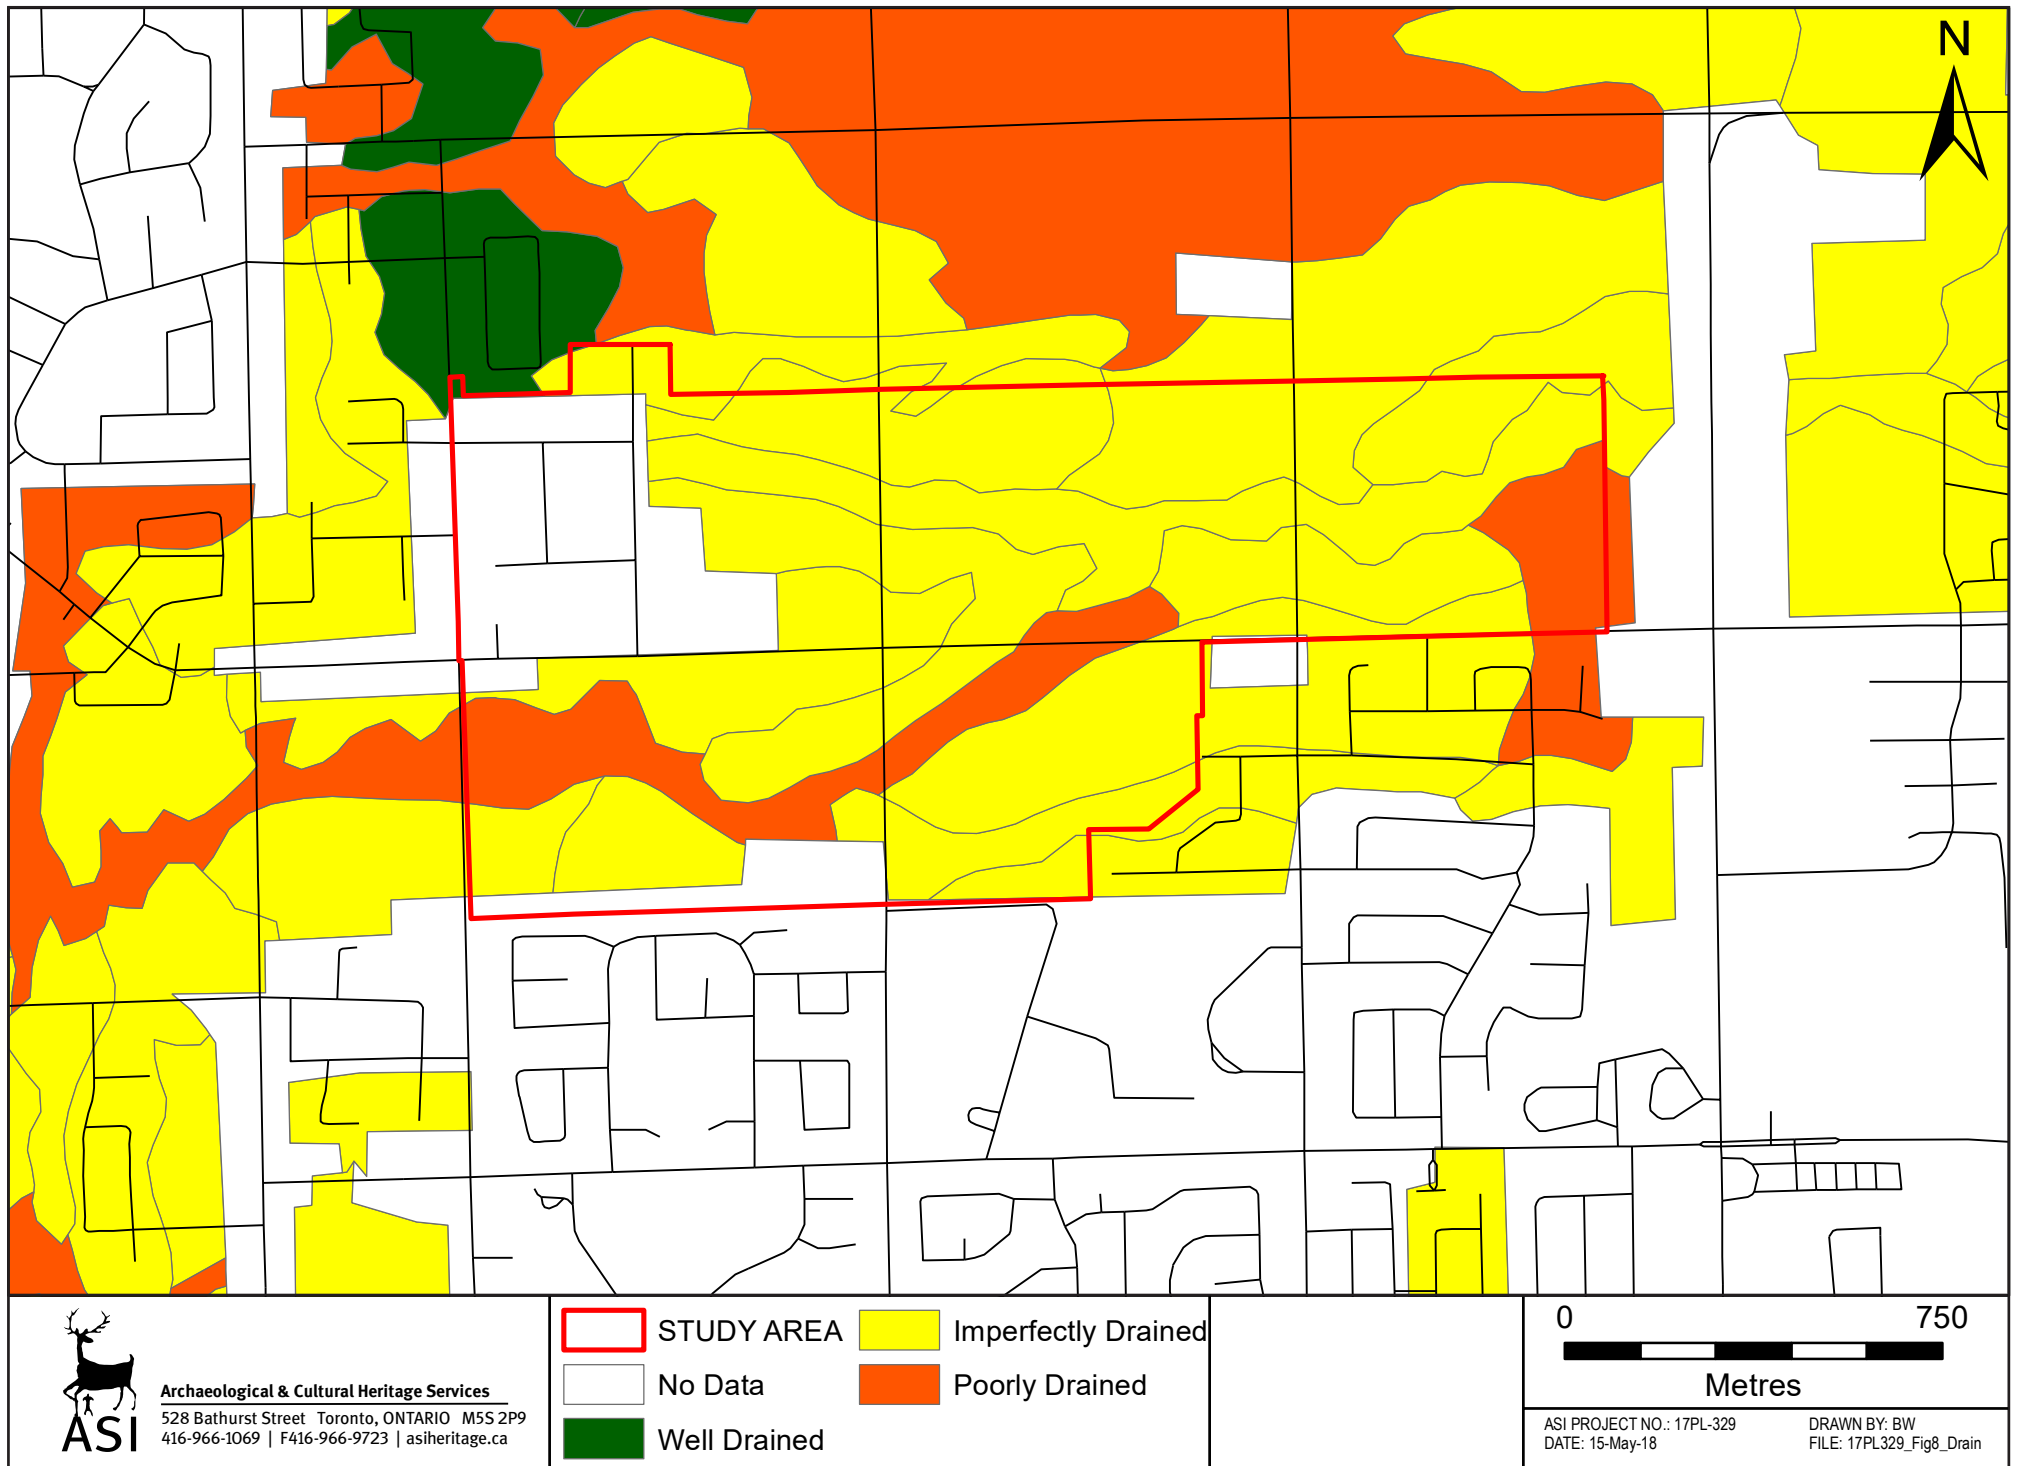 N
STUDY AREA
No Data
Well Drained
Imperfectly Drained
Poorly Drained
0 750
Metres
ASI
Archaeological & Cultural Heritage Services
528 Bathurst Street Toronto, ONTARIO M5S 2P9
416-966-1069 | F416-966-9723 | asiheritage.ca
ASI PROJECT NO.: 17PL-329
DATE: 15-May-18
DRAWN BY: BW
FILE: 17PL329_Fig8_Drain